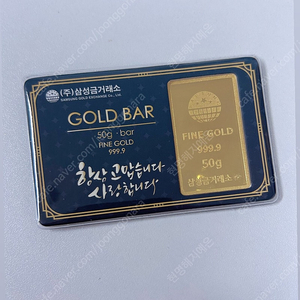 (주)삼성금거래소
SAMSUNG GOLD EXCHANGE Co., Ltd.
GOLD BAR
50g · bar
FINE GOLD
999.9
항상 고맙습니다
사랑합니다
FINE GOLD
999.9
50g
삼성금거래소